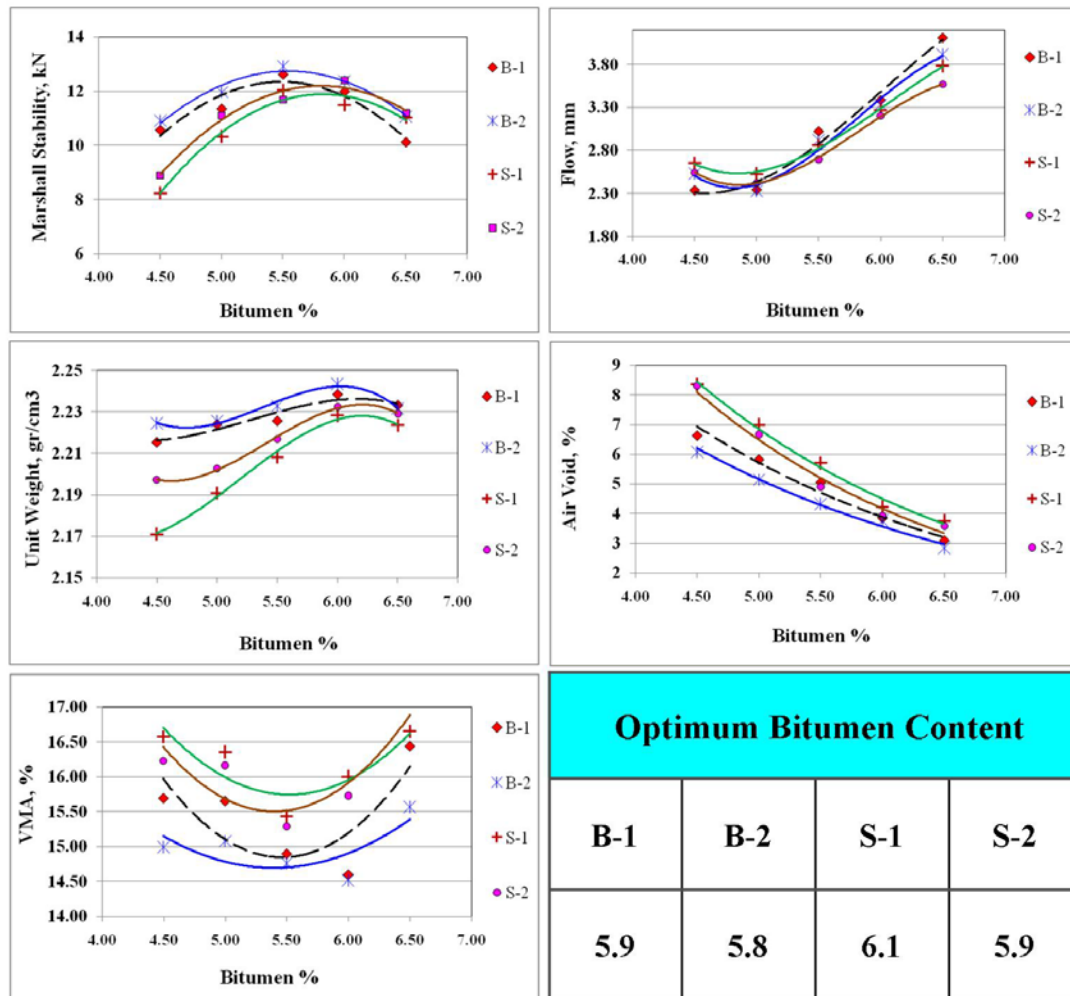 Marshall Stability, kN
14
12
10
8
6
4.00 4.50 5.00 5.50 6.00 6.50 7.00
Bitumen %
B-1
B-2
S-1
S-2
Flow, mm
3.80
3.30
2.80
2.30
1.80
4.00 4.50 5.00 5.50 6.00 6.50 7.00
Bitumen %
B-1
B-2
S-1
S-2
Unit Weight, gr/cm3
2.25
2.23
2.21
2.19
2.17
2.15
4.00 4.50 5.00 5.50 6.00 6.50 7.00
Bitumen %
B-1
B-2
S-1
S-2
Air Void, %
9
8
7
6
5
4
3
2
4.00 4.50 5.00 5.50 6.00 6.50 7.00
Bitumen %
B-1
B-2
S-1
S-2
VMA, %
17.00
16.50
16.00
15.50
15.00
14.50
14.00
4.00 4.50 5.00 5.50 6.00 6.50 7.00
Bitumen %
B-1
B-2
S-1
S-2
Optimum Bitumen Content
B-1 B-2 S-1 S-2
5.9 5.8 6.1 5.9